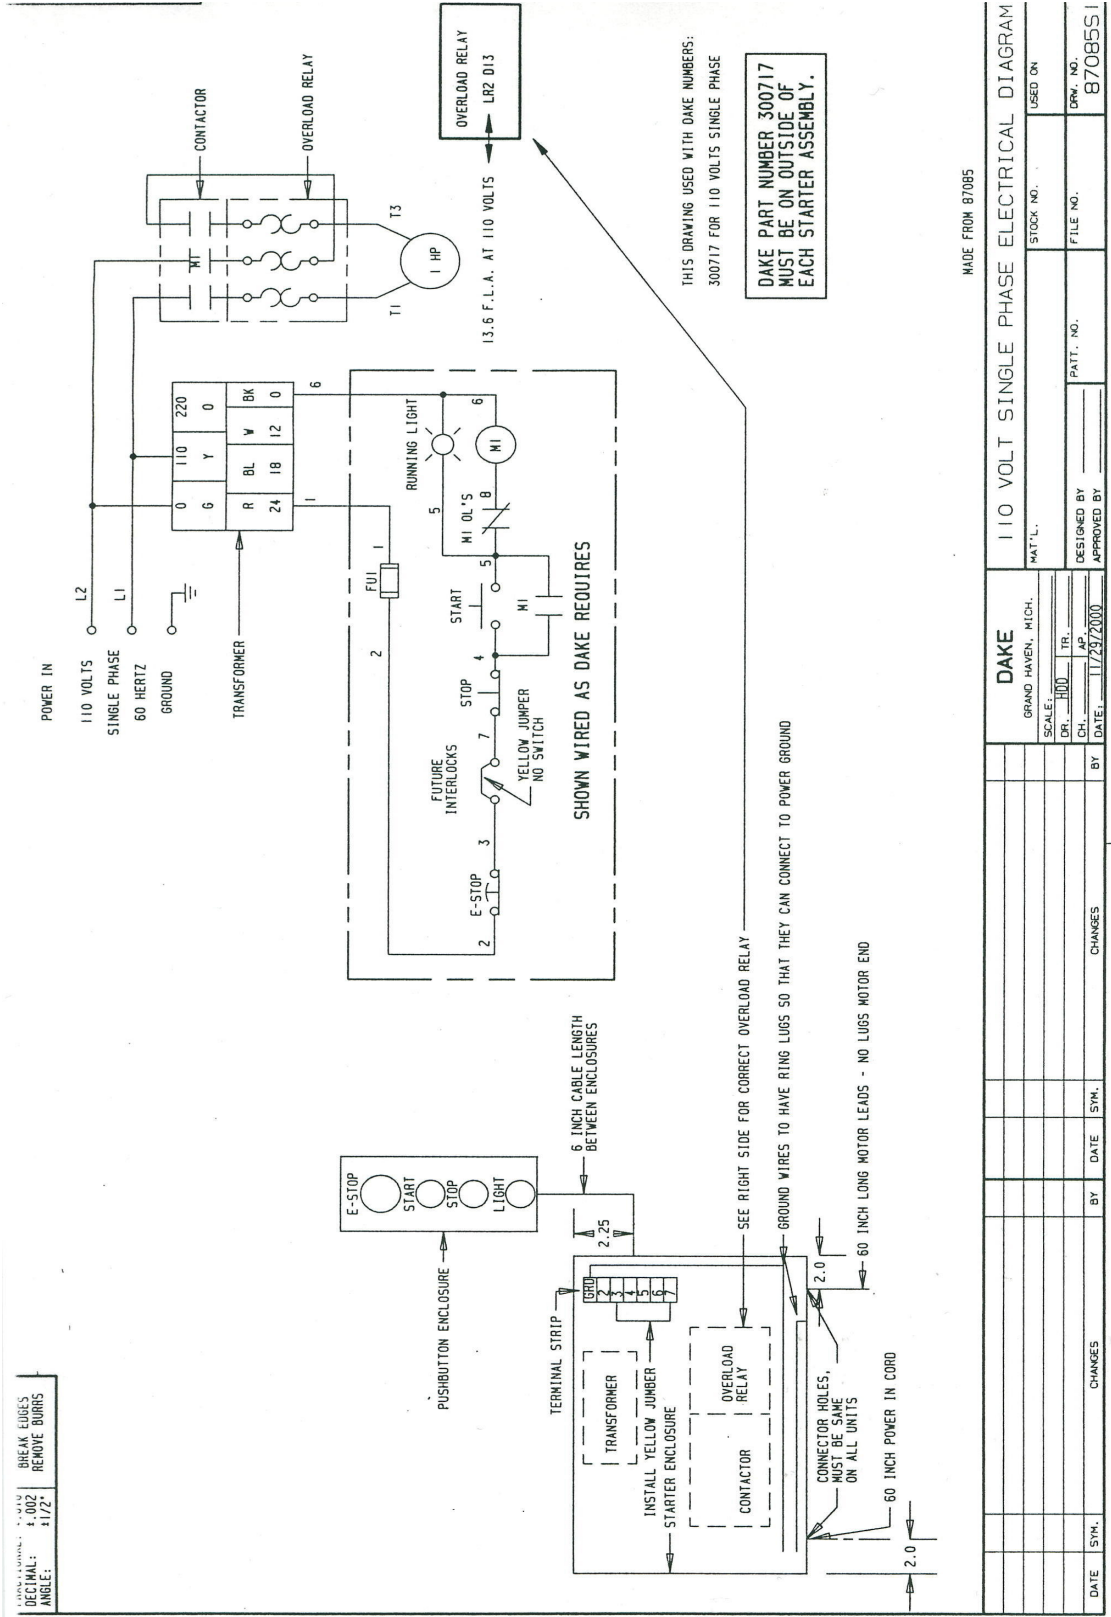 DECIMAL: ±.002
ANGLE: ±1/2°
BREAK EDGES
REMOVE BURRS
POWER IN
110 VOLTS
SINGLE PHASE
60 HERTZ
GROUND
L2
L1
TRANSFORMER
0 110 220
G Y O
R BL W BK
24 18 12 0
1
6
CONTACTOR
OVERLOAD RELAY
M1
T1
T3
1 HP
13.6 F.L.A. AT 110 VOLTS
OVERLOAD RELAY
LR2 D13
FU1
1
2
2
E-STOP
3
FUTURE
INTERLOCKS
YELLOW JUMPER
NO SWITCH
7
STOP
4
START
5
M1
M1 OL'S
8
M1
6
5
RUNNING LIGHT
SHOWN WIRED AS DAKE REQUIRES
THIS DRAWING USED WITH DAKE NUMBERS:
300717 FOR 110 VOLTS SINGLE PHASE
DAKE PART NUMBER 300717
MUST BE ON OUTSIDE OF
EACH STARTER ASSEMBLY.
PUSHBUTTON ENCLOSURE
E-STOP
START
STOP
LIGHT
6 INCH CABLE LENGTH
BETWEEN ENCLOSURES
2.25
TERMINAL STRIP
GRD
2
3
4
5
6
7
TRANSFORMER
INSTALL YELLOW JUMBER
STARTER ENCLOSURE
CONTACTOR
OVERLOAD
RELAY
SEE RIGHT SIDE FOR CORRECT OVERLOAD RELAY
GROUND WIRES TO HAVE RING LUGS SO THAT THEY CAN CONNECT TO POWER GROUND
2.0
60 INCH LONG MOTOR LEADS - NO LUGS MOTOR END
CONNECTOR HOLES,
MUST BE SAME
ON ALL UNITS
60 INCH POWER IN CORD
2.0
MADE FROM 87085
DATE SYM. CHANGES BY DATE SYM. CHANGES BY
DAKE
GRAND HAVEN, MICH.
SCALE:
DR. HDD TR.
CH. AP.
DATE: 11/29/2000
110 VOLT SINGLE PHASE ELECTRICAL DIAGRAM
MAT'L.
STOCK NO.
USED ON
DESIGNED BY
APPROVED BY
PATT. NO.
FILE NO.
DRW. NO.
87085S1